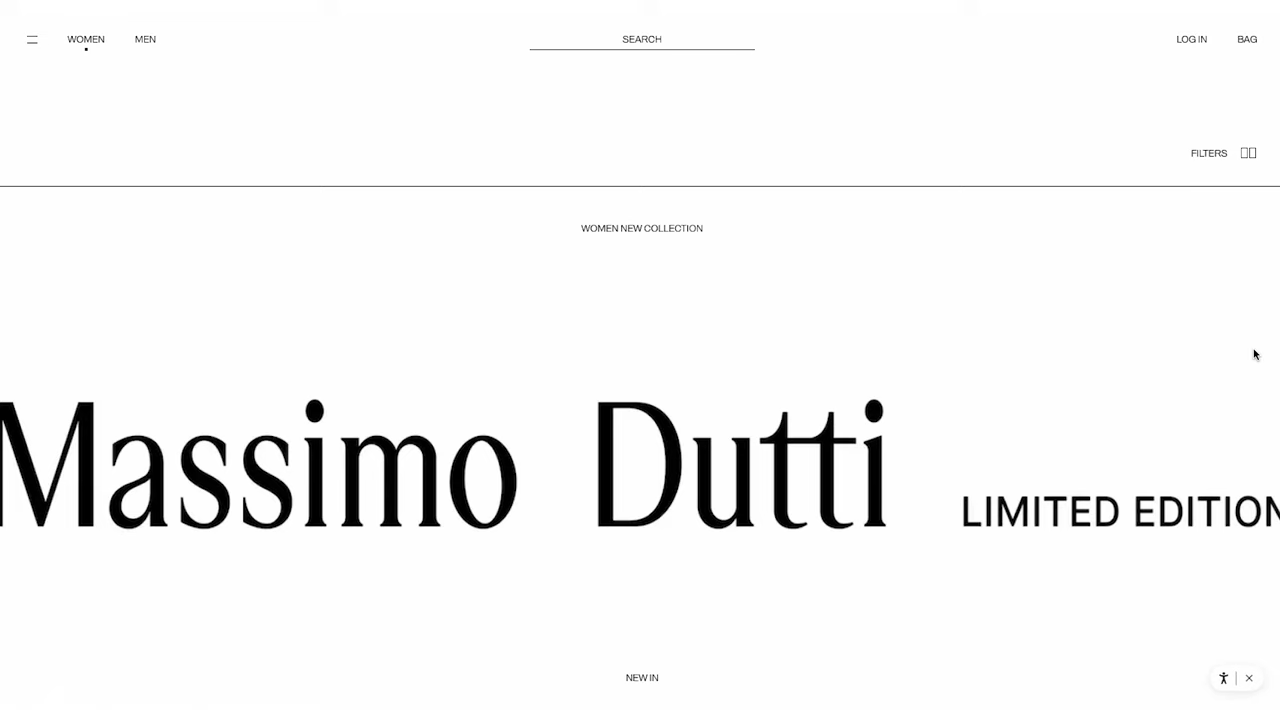 WOMEN MEN SEARCH LOG IN BAG
FILTERS
WOMEN NEW COLLECTION
Massimo Dutti LIMITED EDITION
NEW IN